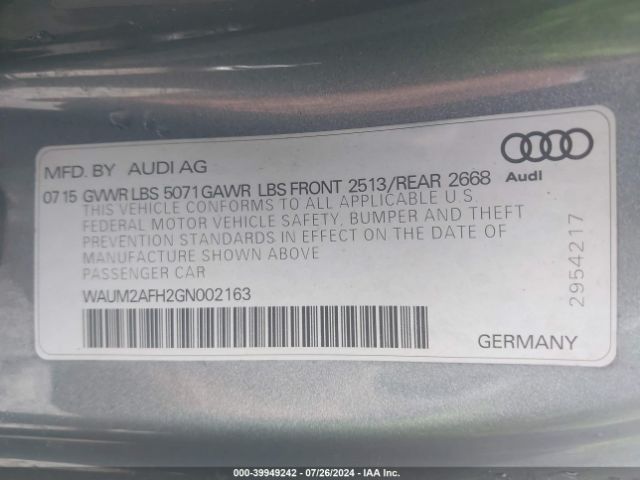 MFD. BY AUDI AG
Audi
07 15 GVWR LBS 5071 GAWR LBS FRONT 2513/REAR 2668
THIS VEHICLE CONFORMS TO ALL APPLICABLE U.S.
FEDERAL MOTOR VEHICLE SAFETY, BUMPER AND THEFT
PREVENTION STANDARDS IN EFFECT ON THE DATE OF
MANUFACTURE SHOWN ABOVE
PASSENGER CAR
WAUM2AFH2GN002163
2954217
GERMANY
000-39949242 - 07/26/2024 - IAA Inc.